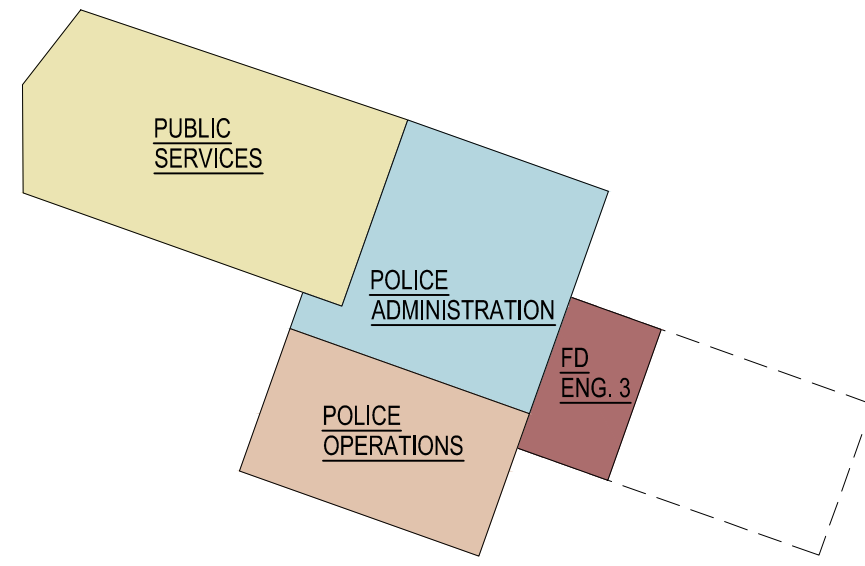 PUBLIC
SERVICES
POLICE
ADMINISTRATION
FD
ENG. 3
POLICE
OPERATIONS